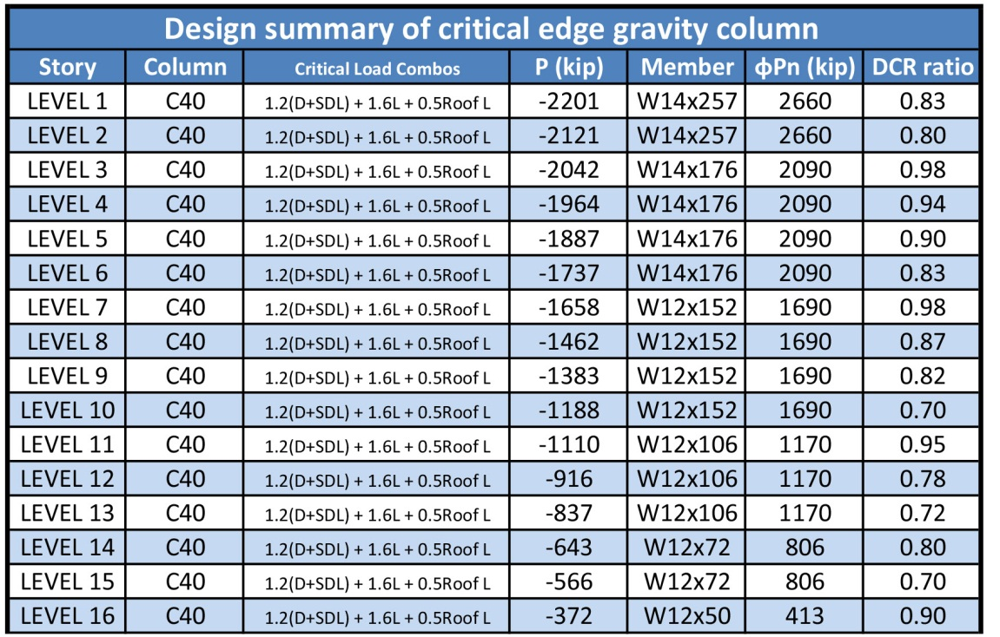 Design summary of critical edge gravity column
Story Column Critical Load Combos P (kip) Member ϕPn (kip) DCR ratio
LEVEL 1 C40 1.2(D+SDL) + 1.6L + 0.5Roof L -2201 W14x257 2660 0.83
LEVEL 2 C40 1.2(D+SDL) + 1.6L + 0.5Roof L -2121 W14x257 2660 0.80
LEVEL 3 C40 1.2(D+SDL) + 1.6L + 0.5Roof L -2042 W14x176 2090 0.98
LEVEL 4 C40 1.2(D+SDL) + 1.6L + 0.5Roof L -1964 W14x176 2090 0.94
LEVEL 5 C40 1.2(D+SDL) + 1.6L + 0.5Roof L -1887 W14x176 2090 0.90
LEVEL 6 C40 1.2(D+SDL) + 1.6L + 0.5Roof L -1737 W14x176 2090 0.83
LEVEL 7 C40 1.2(D+SDL) + 1.6L + 0.5Roof L -1658 W12x152 1690 0.98
LEVEL 8 C40 1.2(D+SDL) + 1.6L + 0.5Roof L -1462 W12x152 1690 0.87
LEVEL 9 C40 1.2(D+SDL) + 1.6L + 0.5Roof L -1383 W12x152 1690 0.82
LEVEL 10 C40 1.2(D+SDL) + 1.6L + 0.5Roof L -1188 W12x152 1690 0.70
LEVEL 11 C40 1.2(D+SDL) + 1.6L + 0.5Roof L -1110 W12x106 1170 0.95
LEVEL 12 C40 1.2(D+SDL) + 1.6L + 0.5Roof L -916 W12x106 1170 0.78
LEVEL 13 C40 1.2(D+SDL) + 1.6L + 0.5Roof L -837 W12x106 1170 0.72
LEVEL 14 C40 1.2(D+SDL) + 1.6L + 0.5Roof L -643 W12x72 806 0.80
LEVEL 15 C40 1.2(D+SDL) + 1.6L + 0.5Roof L -566 W12x72 806 0.70
LEVEL 16 C40 1.2(D+SDL) + 1.6L + 0.5Roof L -372 W12x50 413 0.90